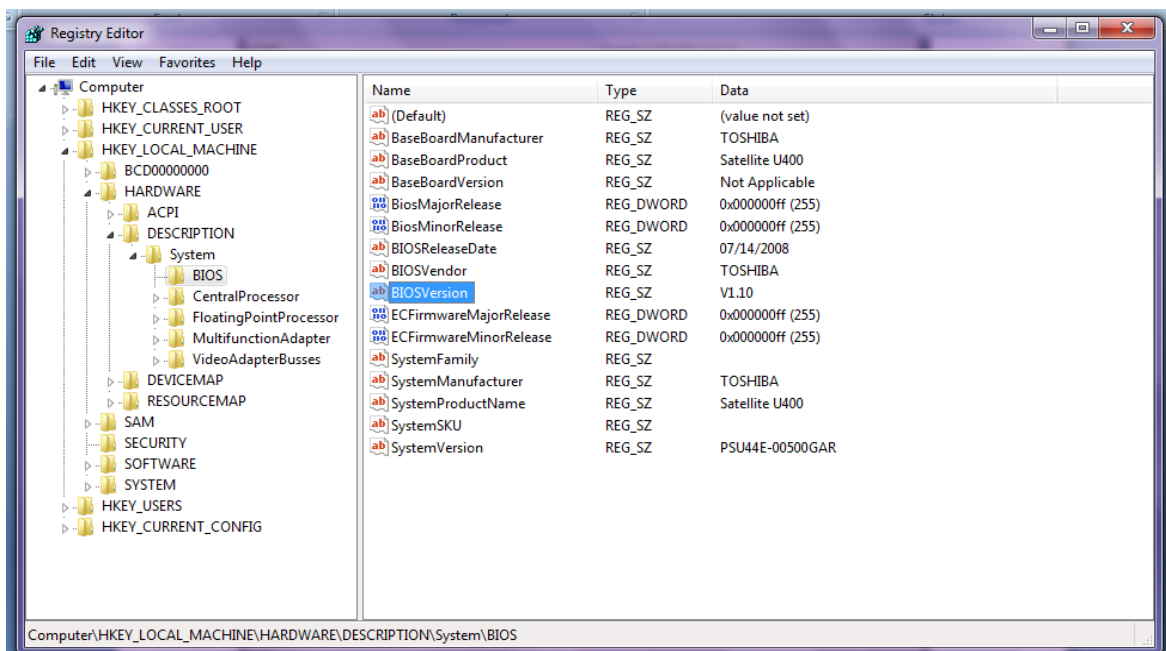 Registry Editor
File Edit View Favorites Help
Computer
HKEY_CLASSES_ROOT
HKEY_CURRENT_USER
HKEY_LOCAL_MACHINE
BCD00000000
HARDWARE
ACPI
DESCRIPTION
System
BIOS
CentralProcessor
FloatingPointProcessor
MultifunctionAdapter
VideoAdapterBusses
DEVICEMAP
RESOURCEMAP
SAM
SECURITY
SOFTWARE
SYSTEM
HKEY_USERS
HKEY_CURRENT_CONFIG
Name Type Data
(Default) REG_SZ (value not set)
BaseBoardManufacturer REG_SZ TOSHIBA
BaseBoardProduct REG_SZ Satellite U400
BaseBoardVersion REG_SZ Not Applicable
BiosMajorRelease REG_DWORD 0x000000ff (255)
BiosMinorRelease REG_DWORD 0x000000ff (255)
BIOSReleaseDate REG_SZ 07/14/2008
BIOSVendor REG_SZ TOSHIBA
BIOSVersion REG_SZ V1.10
ECFirmwareMajorRelease REG_DWORD 0x000000ff (255)
ECFirmwareMinorRelease REG_DWORD 0x000000ff (255)
SystemFamily REG_SZ
SystemManufacturer REG_SZ TOSHIBA
SystemProductName REG_SZ Satellite U400
SystemSKU REG_SZ
SystemVersion REG_SZ PSU44E-00500GAR
Computer\HKEY_LOCAL_MACHINE\HARDWARE\DESCRIPTION\System\BIOS